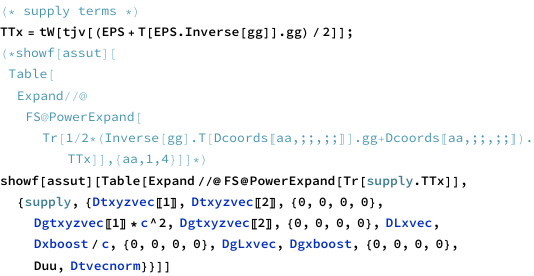 (* supply terms *)
TTx = tW[tjv[(EPS + T[EPS.Inverse[gg]].gg) / 2]];
(*showf[assut][
Table[
Expand//@
FS@PowerExpand[
Tr[1/2*(Inverse[gg].T[Dcoords⟦aa,;;,;;⟧].gg+Dcoords⟦aa,;;,;;⟧).
TTx]],{aa,1,4}]]*)
showf[assut][Table[Expand //@ FS@PowerExpand[Tr[supply.TTx]],
{supply, {Dtxyzvec⟦1⟧, Dtxyzvec⟦2⟧, {0, 0, 0, 0},
Dgtxyzvec⟦1⟧ * c^2, Dgtxyzvec⟦2⟧, {0, 0, 0, 0}, DLxvec,
Dxboost / c, {0, 0, 0, 0}, DgLxvec, Dgxboost, {0, 0, 0, 0},
Duu, Dtvecnorm}}]]